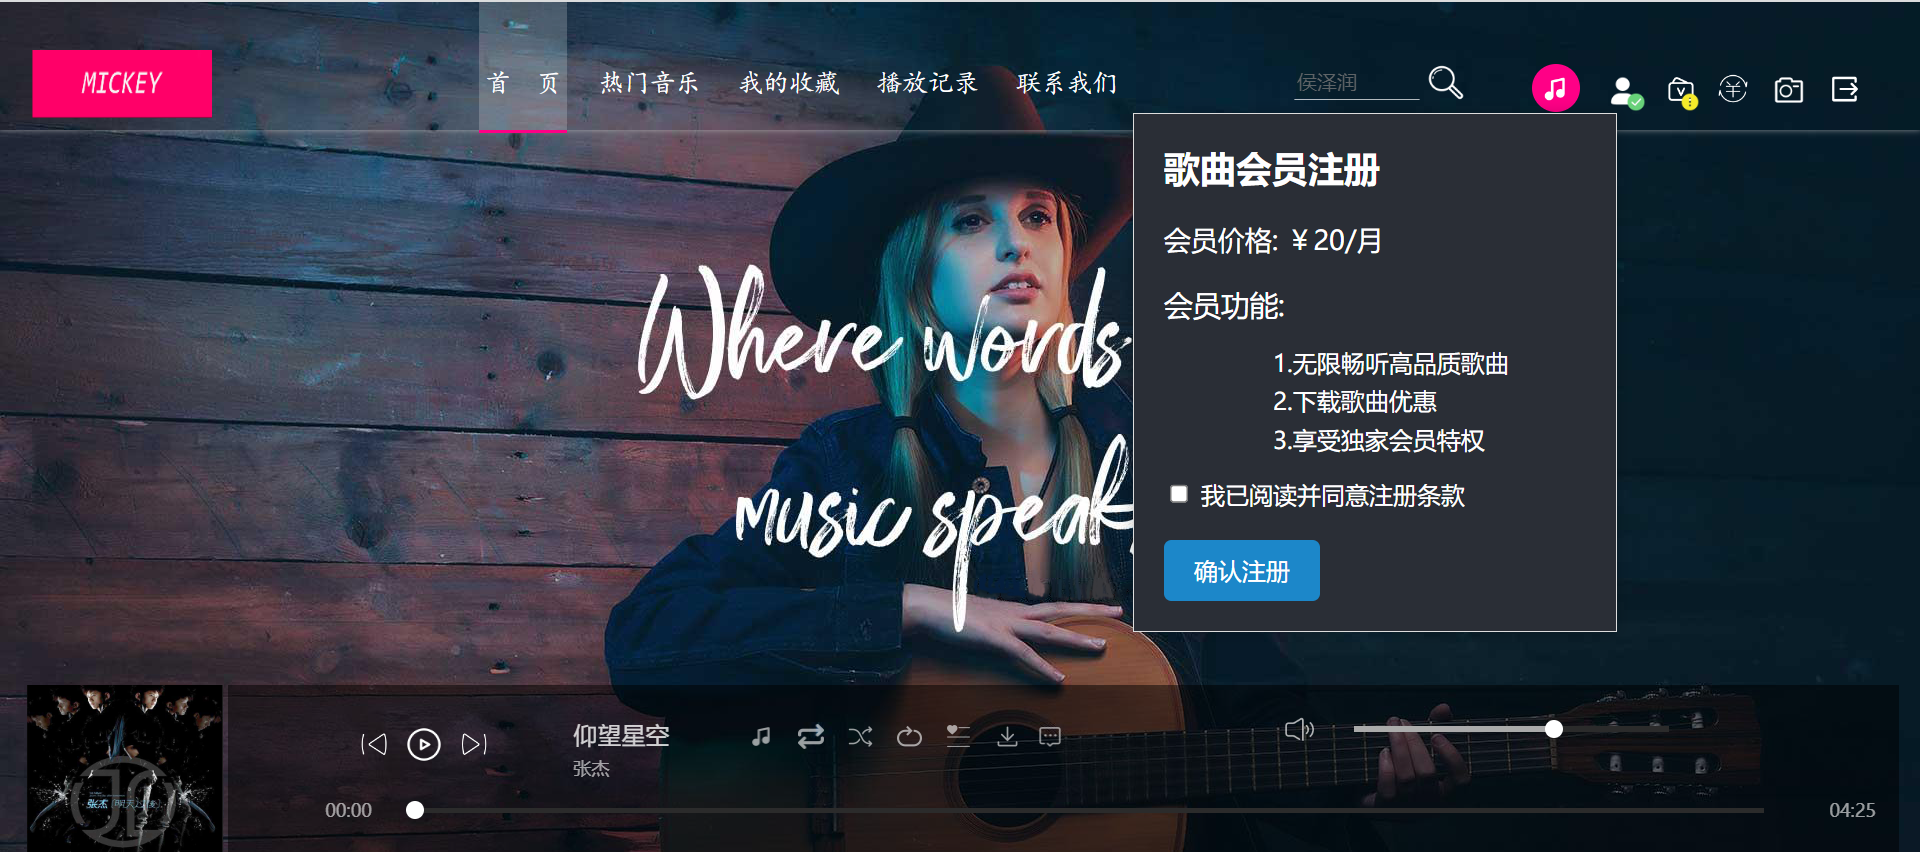 MICKEY
首 页
热门音乐
我的收藏
播放记录
联系我们
侯泽润
歌曲会员注册
会员价格: ￥20/月
会员功能:
1.无限畅听高品质歌曲
2.下载歌曲优惠
3.享受独家会员特权
我已阅读并同意注册条款
确认注册
Where words
music speak
仰望星空
张杰
00:00
04:25
张杰
明天过后